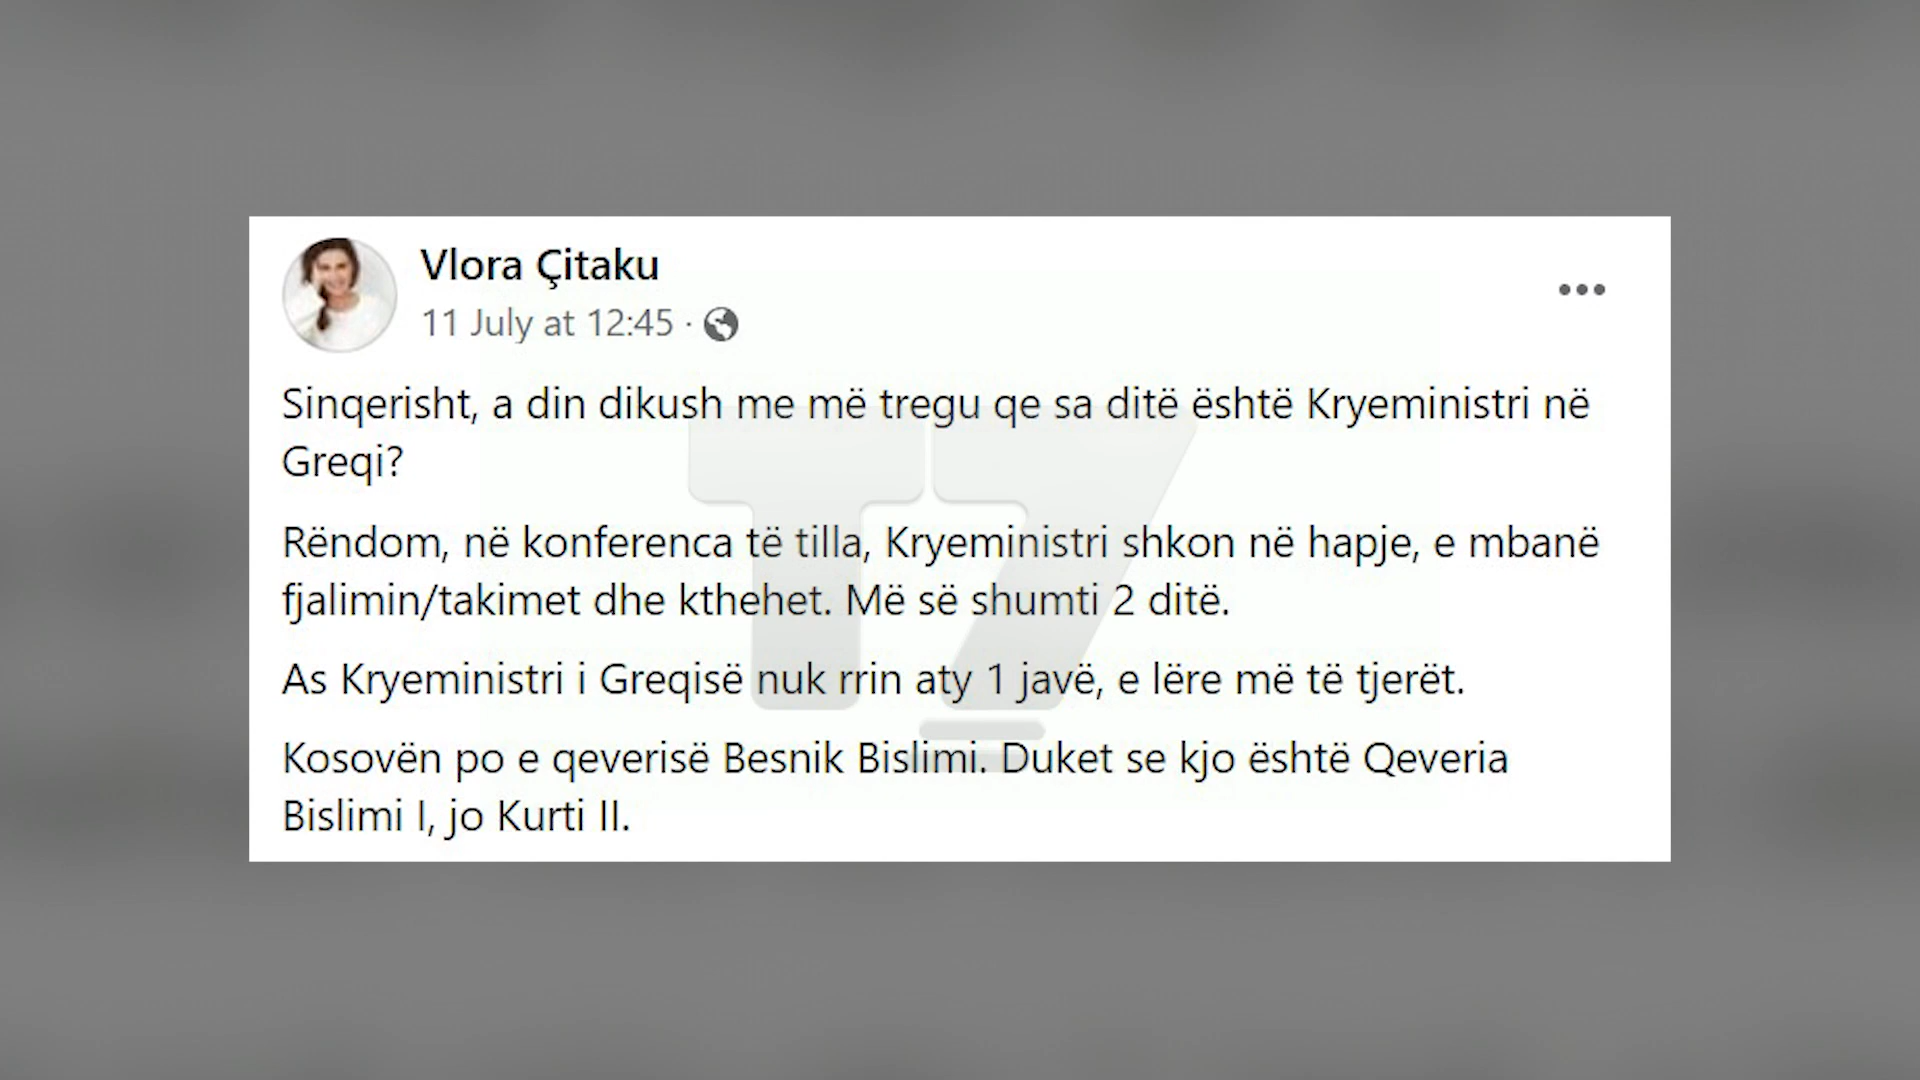 Vlora Çitaku
11 July at 12:45 ·
Sinqerisht, a din dikush me më tregu qe sa ditë është Kryeministri në
Greqi?
Rëndom, në konferenca të tilla, Kryeministri shkon në hapje, e mbanë
fjalimin/takimet dhe kthehet. Më së shumti 2 ditë.
As Kryeministri i Greqisë nuk rrin aty 1 javë, e lëre më të tjerët.
Kosovën po e qeverisë Besnik Bislimi. Duket se kjo është Qeveria
Bislimi I, jo Kurti II.
T7